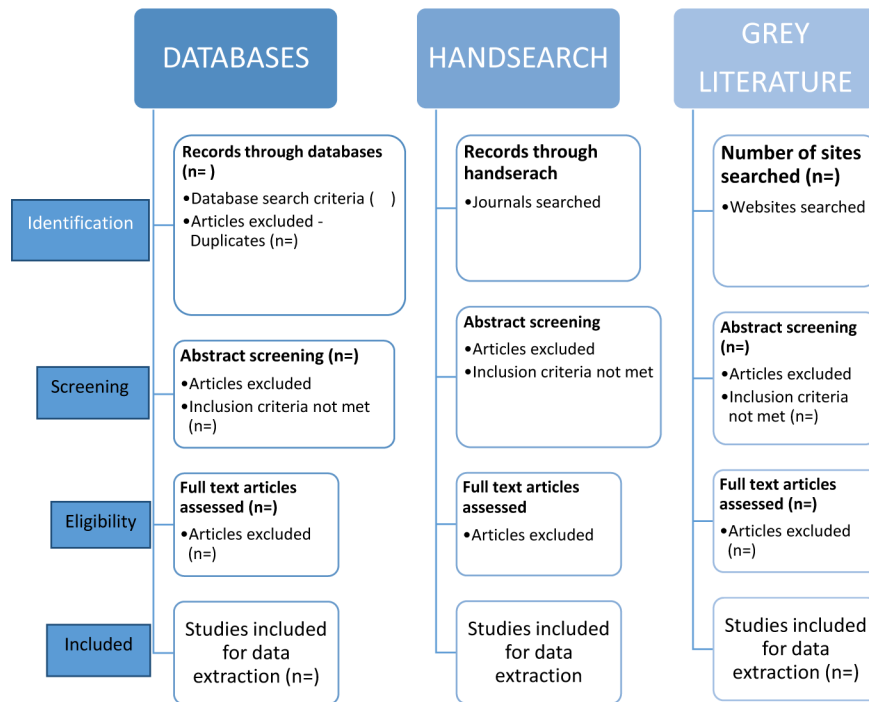 DATABASES
HANDSEARCH
GREY
LITERATURE
Identification
Records through databases
(n= )
•Database search criteria (   )
•Articles excluded -
Duplicates (n=)
Records through
handserach
•Journals searched
Number of sites
searched (n=)
•Websites searched
Screening
Abstract screening (n=)
•Articles excluded
•Inclusion criteria not met
(n=)
Abstract screening
•Articles excluded
•Inclusion criteria not met
Abstract screening
(n=)
•Articles excluded
•Inclusion criteria
not met (n=)
Eligibility
Full text articles
assessed (n=)
•Articles excluded
(n=)
Full text articles
assessed
•Articles excluded
Full text articles
assessed (n=)
•Articles excluded
(n=)
Included
Studies included
for data
extraction (n=)
Studies included
for data
extraction
Studies included
for data
extraction (n=)